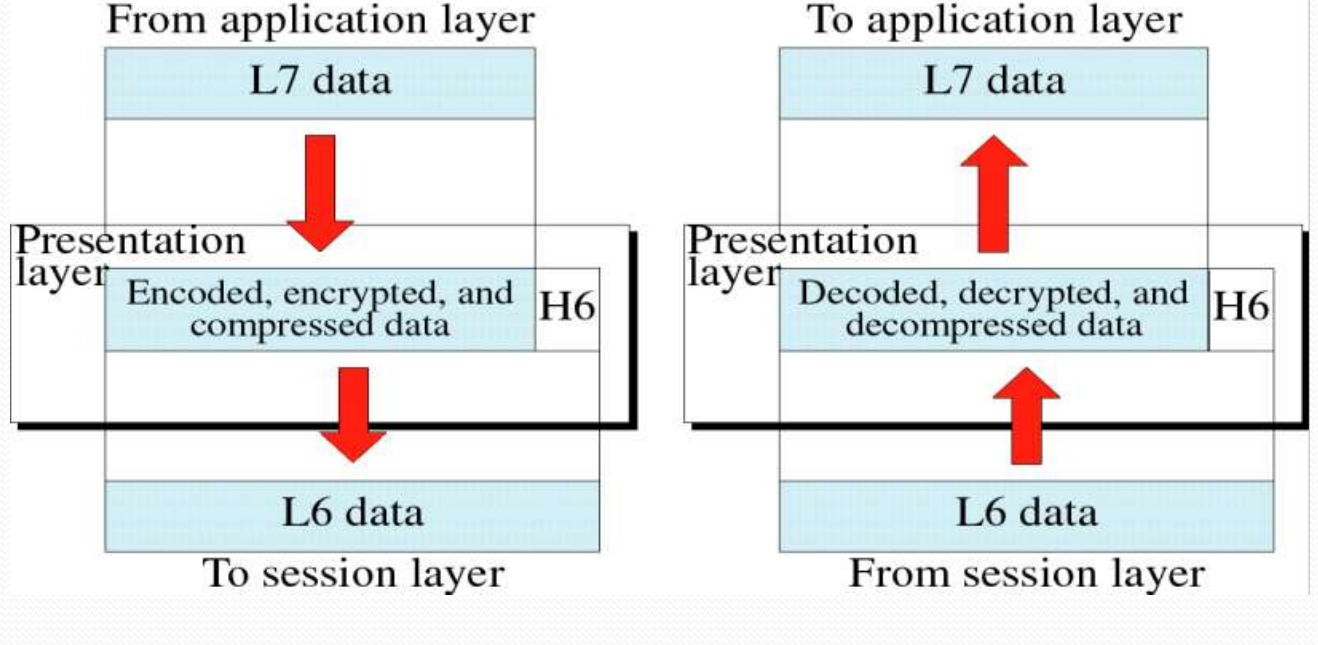 From application layer
L7 data
Presentation
layer
Encoded, encrypted, and
compressed data
H6
L6 data
To session layer
To application layer
L7 data
Presentation
layer
Decoded, decrypted, and
decompressed data
H6
L6 data
From session layer